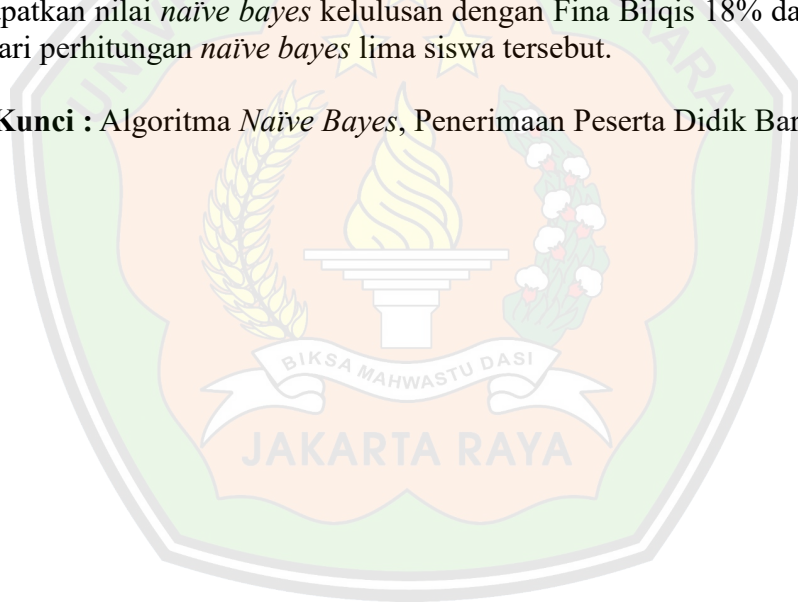 apatkan nilai naïve bayes kelulusan dengan Fina Bilqis 18% da
ari perhitungan naïve bayes lima siswa tersebut.
Kunci : Algoritma Naïve Bayes, Penerimaan Peserta Didik Bar
BIKSA MAHWASTU DASI
JAKARTA RAYA